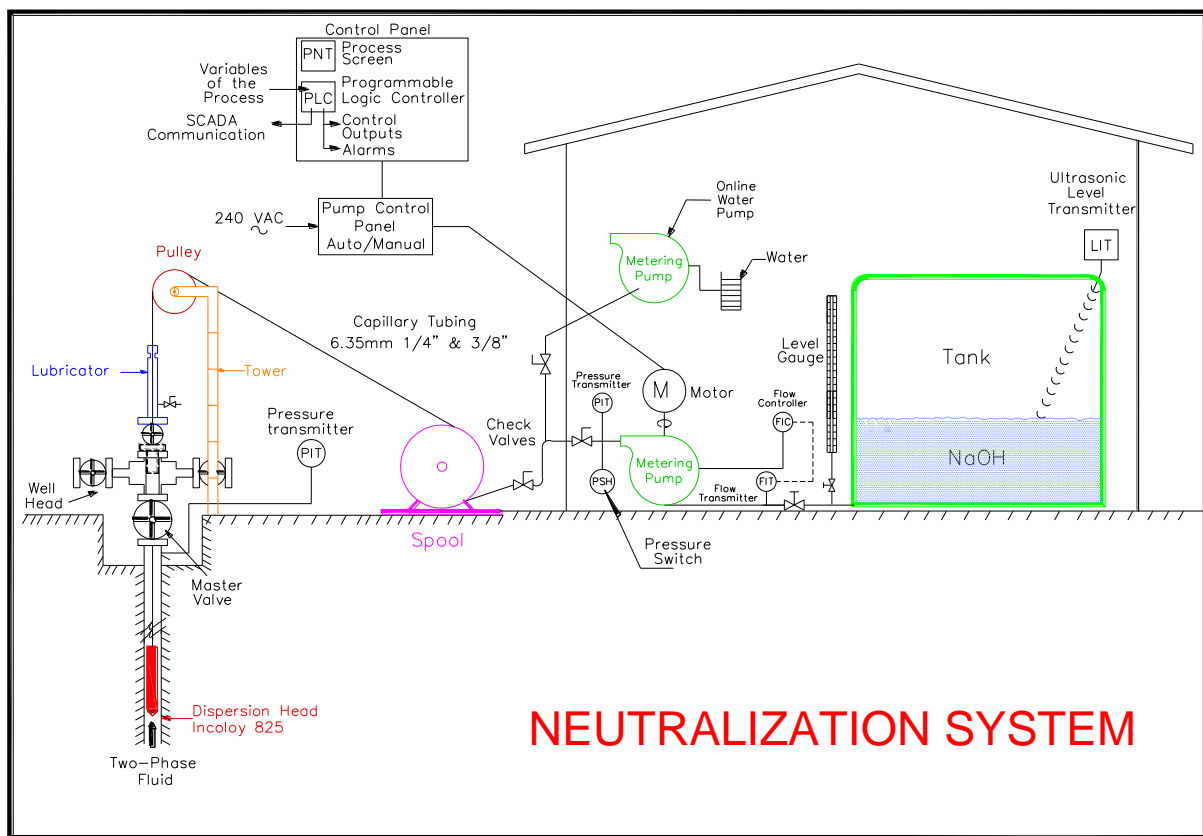 Control Panel
PNT
Process
Screen
Variables
of the
Process
PLC
Programmable
Logic Controller
SCADA
Communication
Control
Outputs
Alarms
240 VAC
Pump Control
Panel
Auto/Manual
Online
Water
Pump
Metering
Pump
Water
Ultrasonic
Level
Transmitter
LIT
Pulley
Capillary Tubing
6.35mm 1/4" & 3/8"
Lubricator
Tower
Level
Gauge
Tank
Pressure
Transmitter
PIT
M
Motor
Flow
Controller
FIC
Pressure
transmitter
PIT
Check
Valves
Metering
Pump
NaOH
Well
Head
PSH
Flow
Transmitter
FIT
Spool
Pressure
Switch
Master
Valve
Dispersion Head
Incoloy 825
NEUTRALIZATION SYSTEM
Two-Phase
Fluid